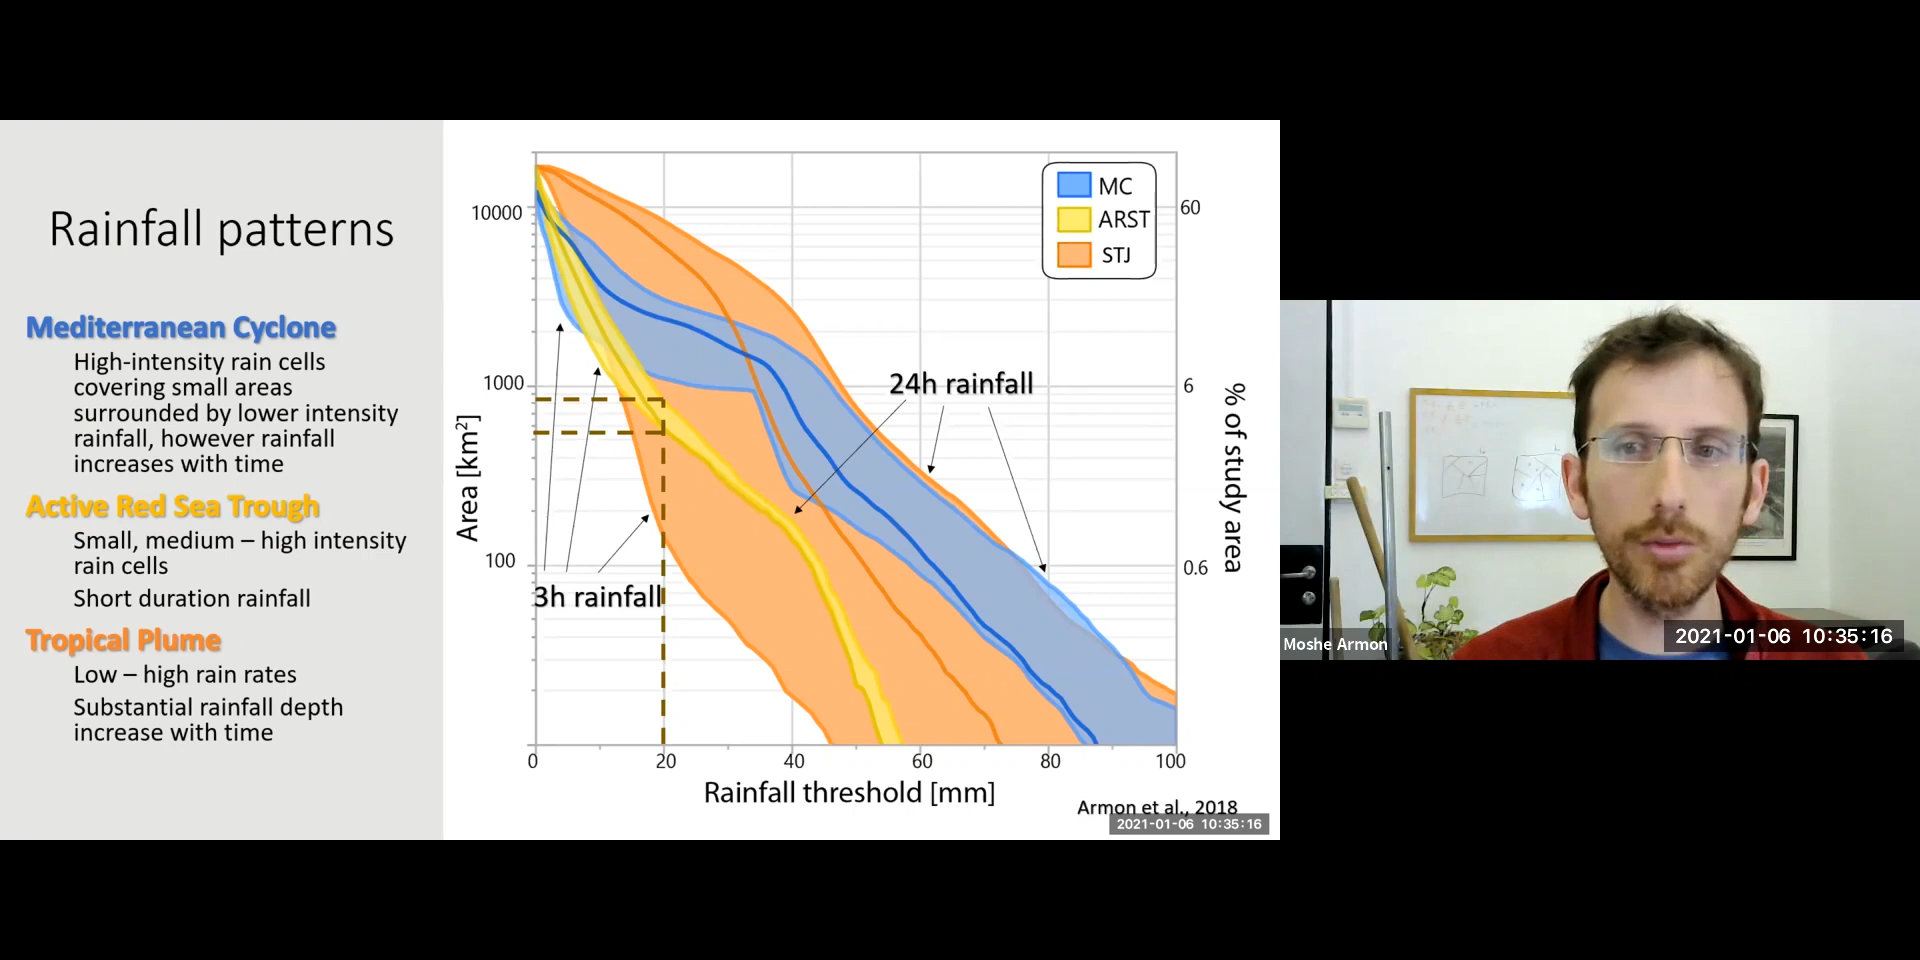 Rainfall patterns
Mediterranean Cyclone
High-intensity rain cells
covering small areas
surrounded by lower intensity
rainfall, however rainfall
increases with time
Active Red Sea Trough
Small, medium – high intensity
rain cells
Short duration rainfall
Tropical Plume
Low – high rain rates
Substantial rainfall depth
increase with time
MC
ARST
STJ
10000
1000
100
Area [km²]
60
6
0.6
% of study area
24h rainfall
3h rainfall
0 20 40 60 80 100
Rainfall threshold [mm]
Armon et al., 2018
2021-01-06 10:35:16
Moshe Armon
2021-01-06 10:35:16